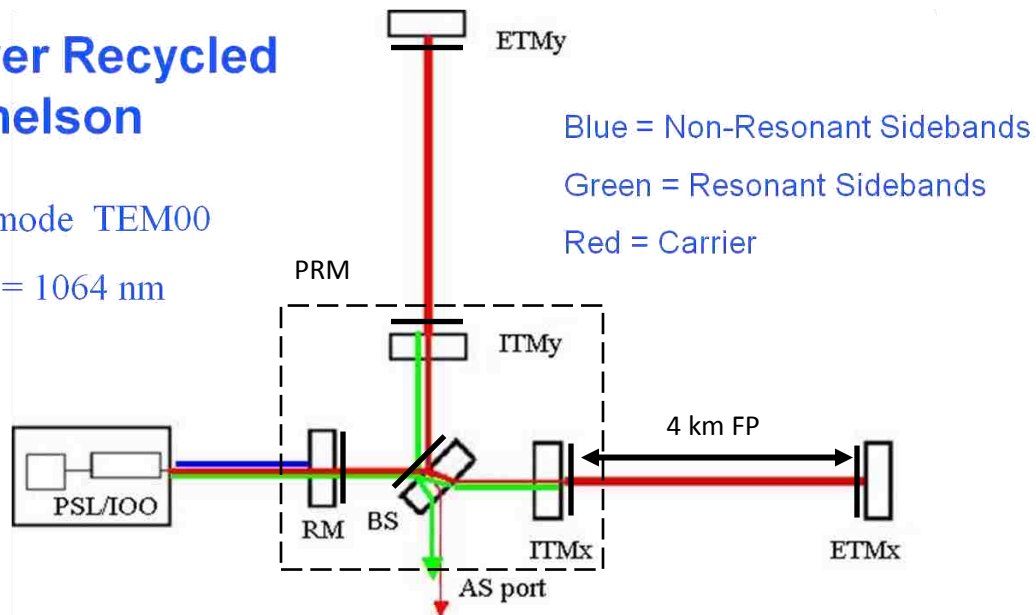 er Recycled
nelson
mode TEM00
= 1064 nm
ETMy
Blue = Non-Resonant Sidebands
Green = Resonant Sidebands
Red = Carrier
PRM
ITMy
4 km FP
PSL/IOO
RM
BS
ITMx
ETMx
AS port